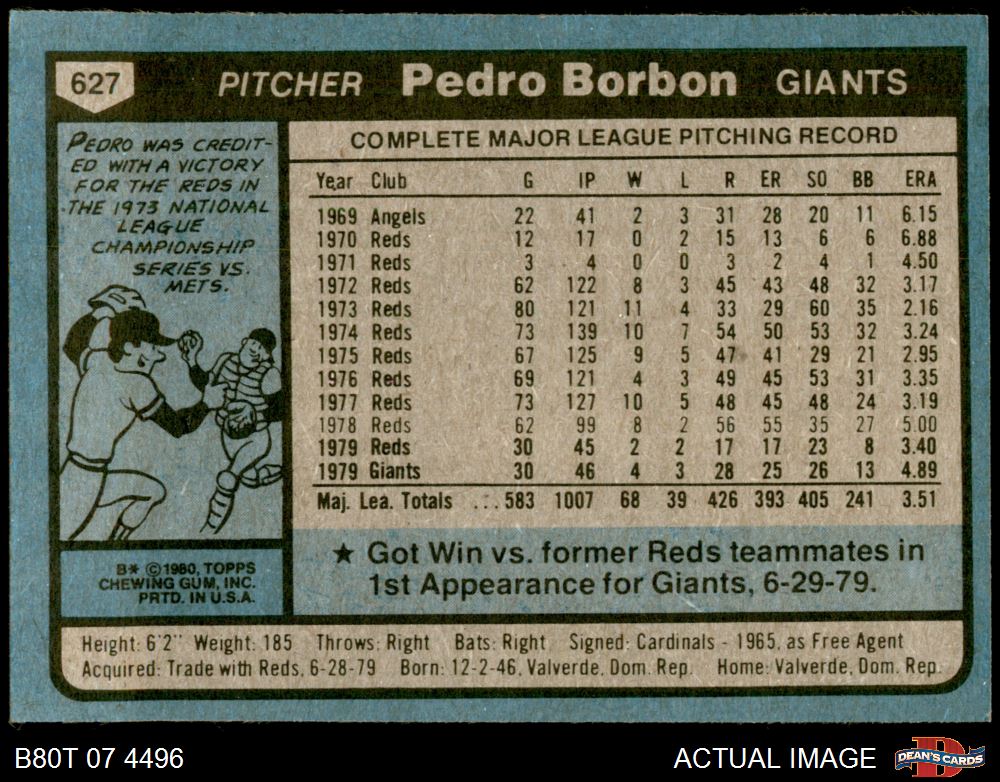 627 PITCHER Pedro Borbon GIANTS
PEDRO WAS CREDIT-
ED WITH A VICTORY
FOR THE REDS IN
THE 1973 NATIONAL
LEAGUE
CHAMPIONSHIP
SERIES VS.
METS.
COMPLETE MAJOR LEAGUE PITCHING RECORD
Year Club G IP W L R ER SO BB ERA
1969 Angels 22 41 2 3 31 28 20 11 6.15
1970 Reds 12 17 0 2 15 13 6 6 6.88
1971 Reds 3 4 0 0 3 2 4 1 4.50
1972 Reds 62 122 8 3 45 43 48 32 3.17
1973 Reds 80 121 11 4 33 29 60 35 2.16
1974 Reds 73 139 10 7 54 50 53 32 3.24
1975 Reds 67 125 9 5 47 41 29 21 2.95
1976 Reds 69 121 4 3 49 45 53 31 3.35
1977 Reds 73 127 10 5 48 45 48 24 3.19
1978 Reds 62 99 8 2 56 55 35 27 5.00
1979 Reds 30 45 2 2 17 17 23 8 3.40
1979 Giants 30 46 4 3 28 25 26 13 4.89
Maj. Lea. Totals ...583 1007 68 39 426 393 405 241 3.51
★ Got Win vs. former Reds teammates in
1st Appearance for Giants, 6-29-79.
B* ©1980, TOPPS
CHEWING GUM, INC.
PRTD. IN U.S.A.
Height: 6'2" Weight: 185 Throws: Right Bats: Right Signed: Cardinals - 1965, as Free Agent
Acquired: Trade with Reds, 6-28-79 Born: 12-2-46, Valverde, Dom. Rep. Home: Valverde, Dom. Rep.
B80T 07 4496 ACTUAL IMAGE DEAN'S CARDS